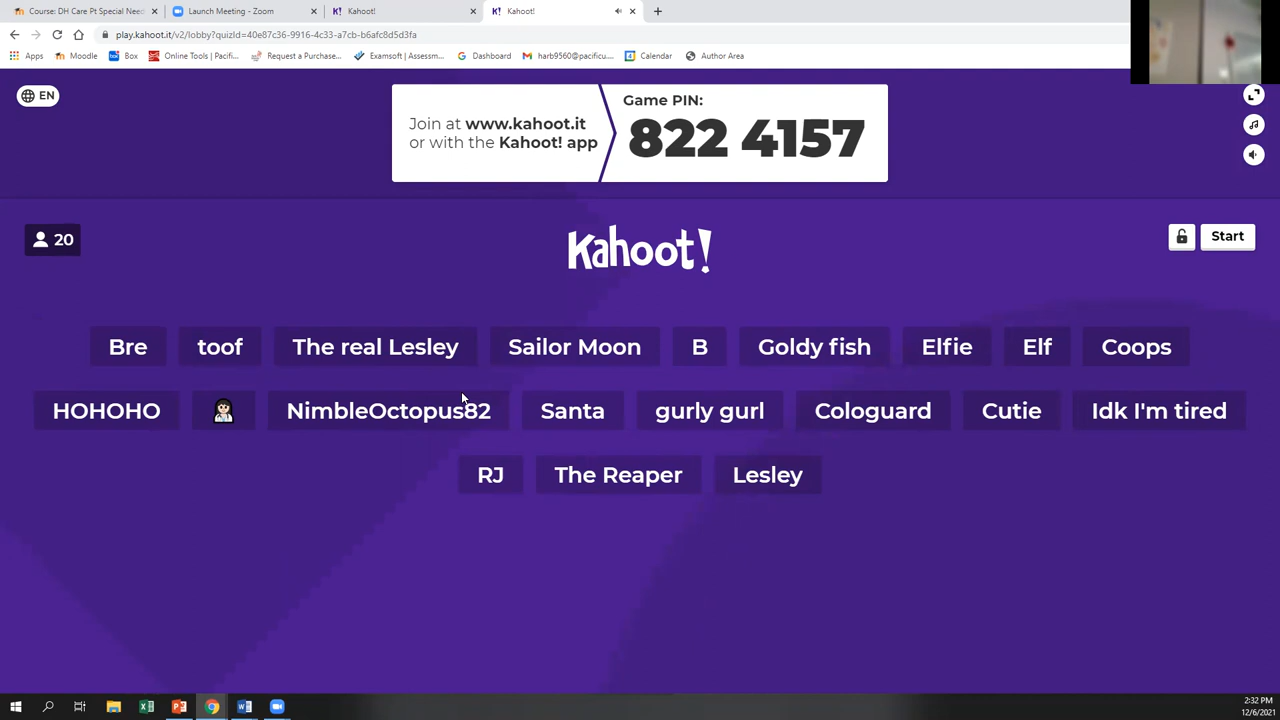 Course: DH Care Pt Special Need
Launch Meeting - Zoom
Kahoot!
Kahoot!
play.kahoot.it/v2/lobby?quizId=40e87c36-9916-4c33-a7cb-b6afc8d5d3fa
Apps Moodle Box Online Tools | Pacifi... Request a Purchase... Examsoft | Assessm... Dashboard harb9560@pacificu... Calendar Author Area
EN
Join at www.kahoot.it
or with the Kahoot! app
Game PIN:
822 4157
20
Kahoot!
Start
Bre toof The real Lesley Sailor Moon B Goldy fish Elfie Elf Coops
HOHOHO NimbleOctopus82 Santa gurly gurl Cologuard Cutie Idk I'm tired
RJ The Reaper Lesley
2:32 PM
12/6/2021